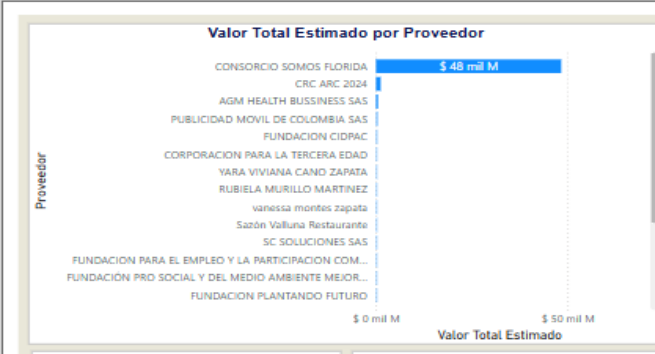 Valor Total Estimado por Proveedor
CONSORCIO SOMOS FLORIDA
$ 48 mil M
CRC ARC 2024
AGM HEALTH BUSSINESS SAS
PUBLICIDAD MOVIL DE COLOMBIA SAS
FUNDACION CIDPAC
CORPORACION PARA LA TERCERA EDAD
YARA VIVIANA CANO ZAPATA
RUBIELA MURILLO MARTINEZ
vanessa montes zapata
Sazón Valluna Restaurante
SC SOLUCIONES SAS
FUNDACION PARA EL EMPLEO Y LA PARTICIPACION COM...
FUNDACIÓN PRO SOCIAL Y DEL MEDIO AMBIENTE MEJOR...
FUNDACION PLANTANDO FUTURO
Proveedor
$ 0 mil M
$ 50 mil M
Valor Total Estimado